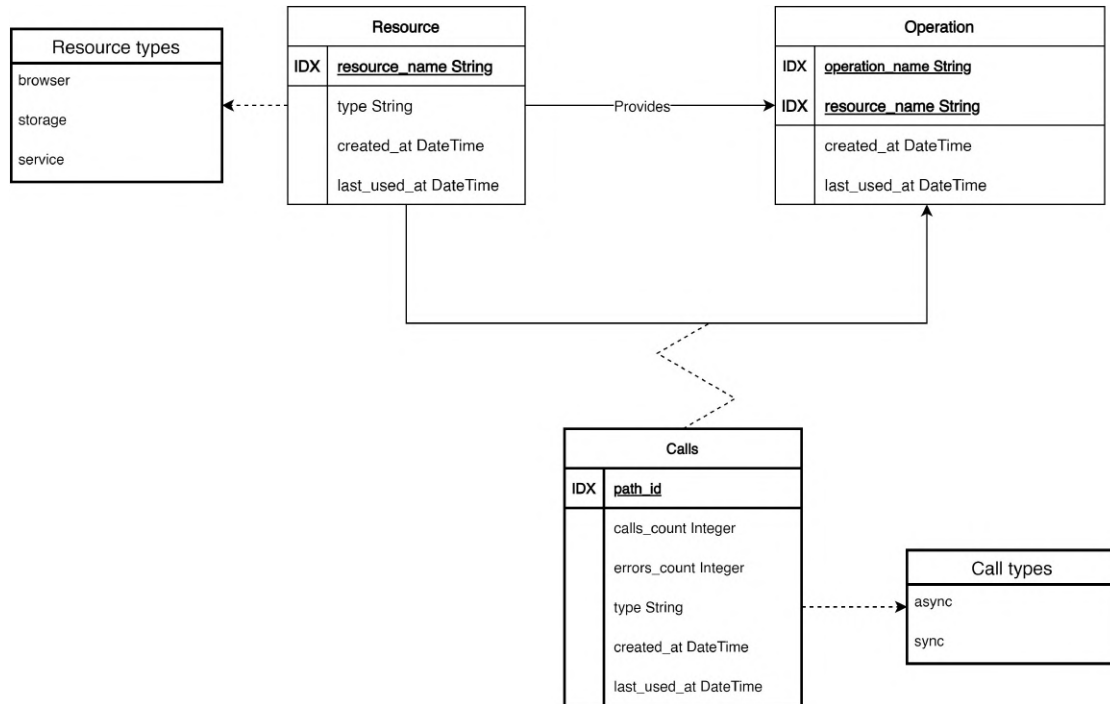 Resource types
browser
storage
service
Resource
IDX resource_name String
type String
created_at DateTime
last_used_at DateTime
Provides
Operation
IDX operation_name String
IDX resource_name String
created_at DateTime
last_used_at DateTime
Calls
IDX path_id
calls_count Integer
errors_count Integer
type String
created_at DateTime
last_used_at DateTime
Call types
async
sync